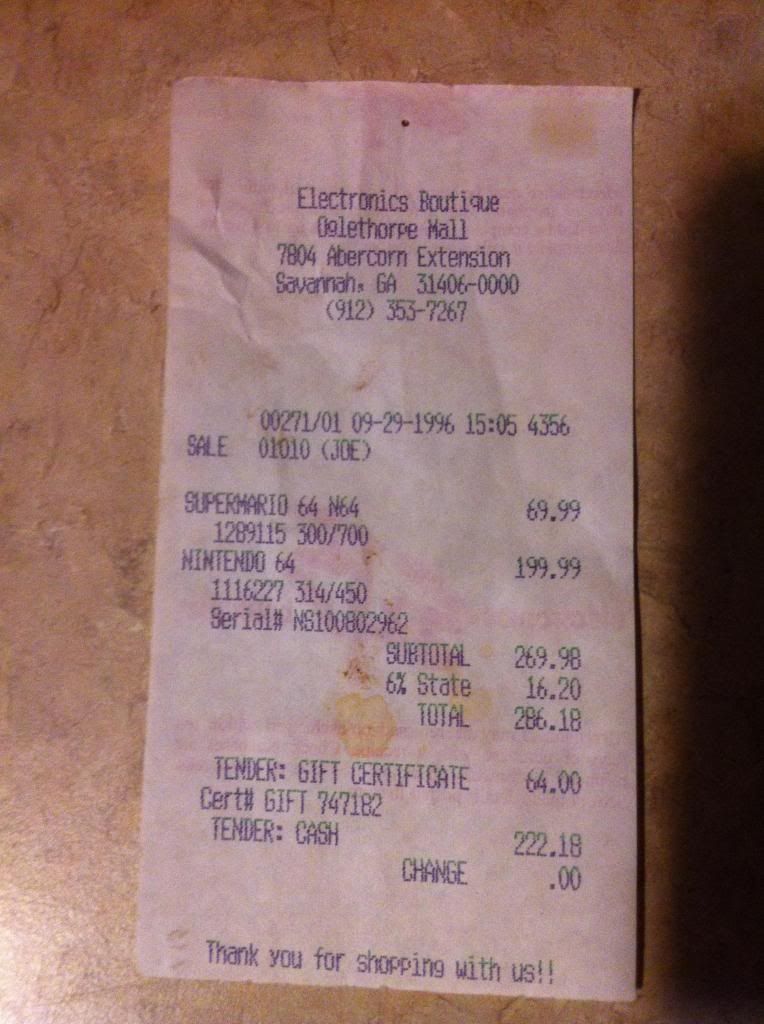 Electronics Boutique
Oglethorpe Mall
7804 Abercorn Extension
Savannah, GA 31406-0000
(912) 353-7267
00271/01 09-29-1996 15:05 4356
SALE 01010 (JOE)
SUPERMARIO 64 N64 69.99
1289115 300/700
NINTENDO 64 199.99
1116227 314/450
Serial# NS100802962
SUBTOTAL 269.98
6% State 16.20
TOTAL 286.18
TENDER: GIFT CERTIFICATE 64.00
Cert# GIFT 747182
TENDER: CASH 222.18
CHANGE .00
Thank you for shopping with us!!